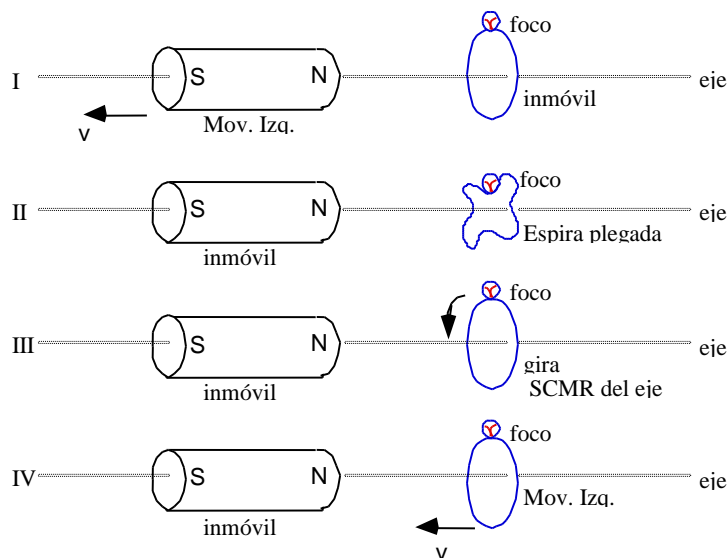 foco
I S N eje
inmóvil
v Mov. Izq.
foco
II S N eje
Espira plegada
inmóvil
foco
III S N eje
gira
inmóvil SCMR del eje
foco
IV S N eje
Mov. Izq.
inmóvil
v